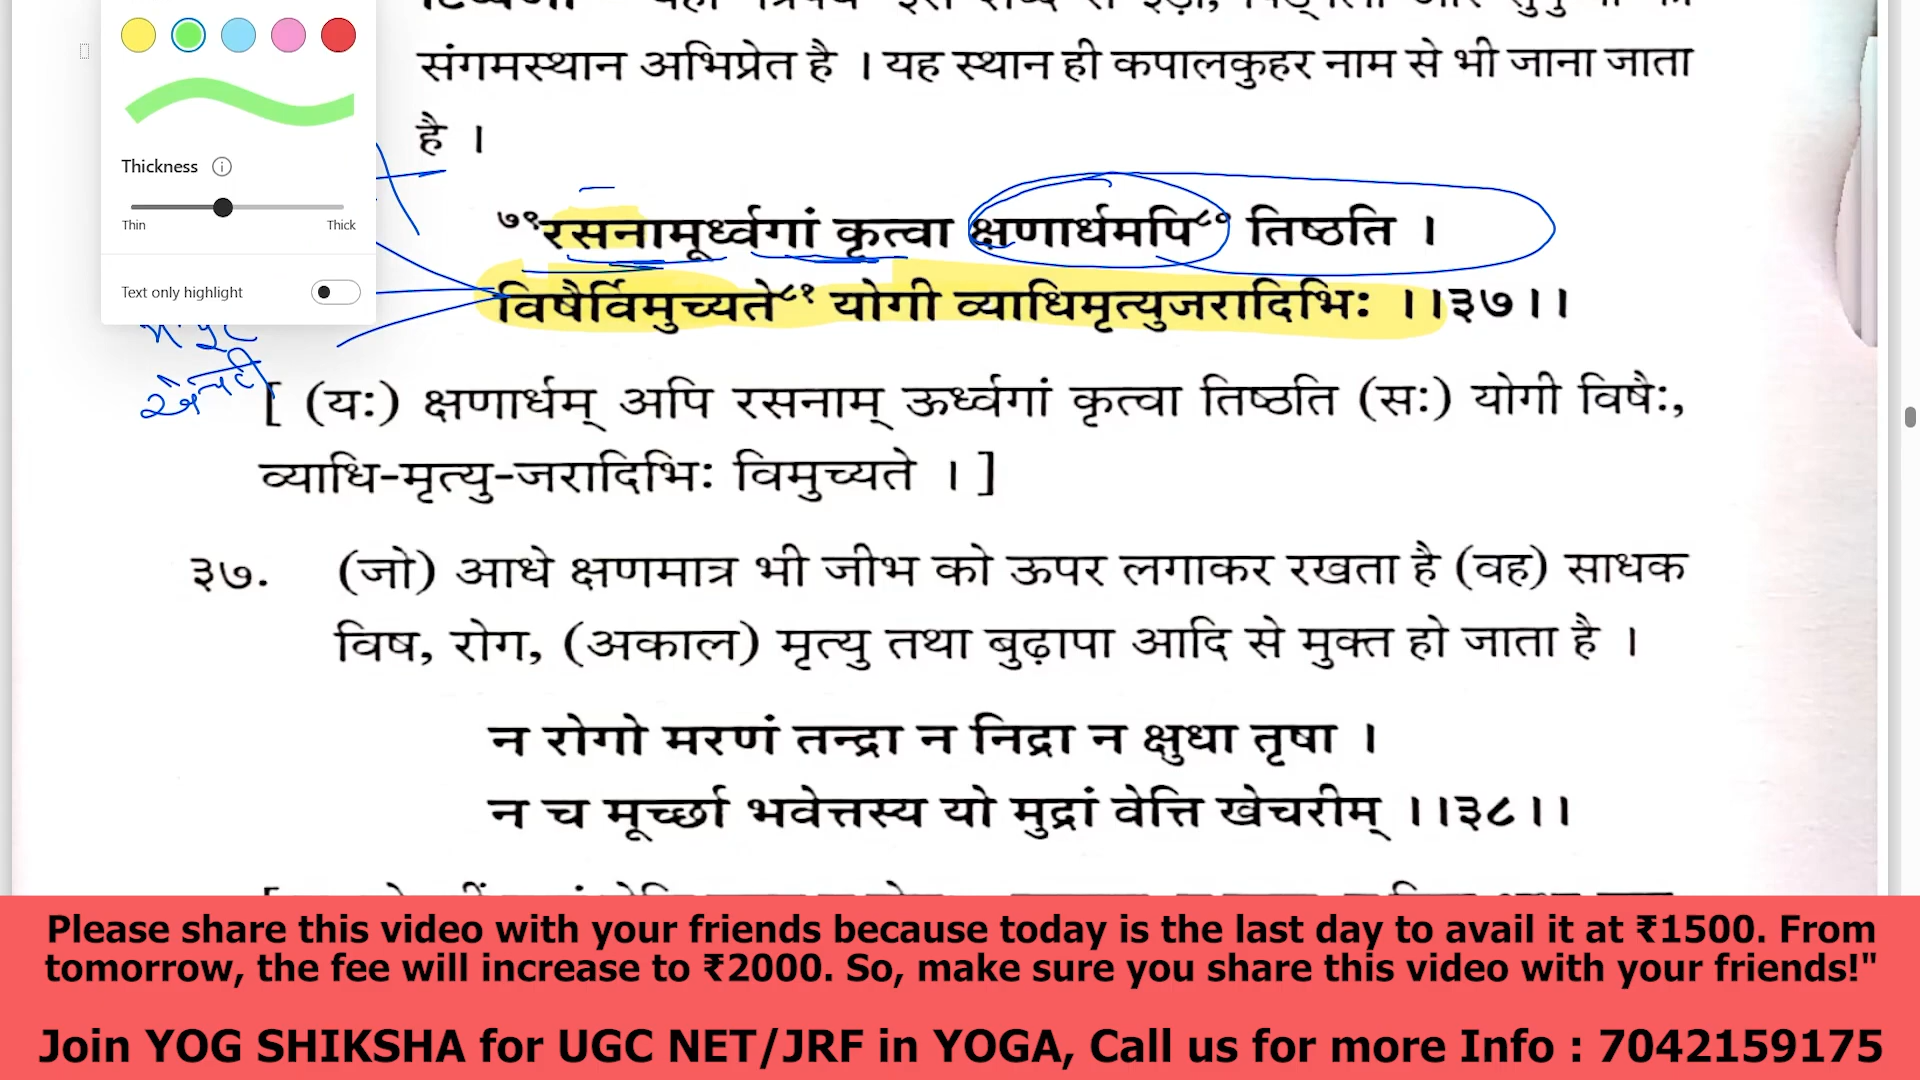 संगमस्थान अभिप्रेत है । यह स्थान ही कपालकुहर नाम से भी जाना जाता
है ।
Thickness
Thin Thick
Text only highlight
७९रसनामूर्ध्वगां कृत्वा क्षणार्धमपि८० तिष्ठति ।
विषैर्विमुच्यते८१ योगी व्याधिमृत्युजरादिभिः ।।३७।।
[ (यः) क्षणार्धम् अपि रसनाम् ऊर्ध्वगां कृत्वा तिष्ठति (सः) योगी विषैः,
व्याधि-मृत्यु-जरादिभिः विमुच्यते । ]
३७. (जो) आधे क्षणमात्र भी जीभ को ऊपर लगाकर रखता है (वह) साधक
विष, रोग, (अकाल) मृत्यु तथा बुढ़ापा आदि से मुक्त हो जाता है ।
न रोगो मरणं तन्द्रा न निद्रा न क्षुधा तृषा ।
न च मूर्च्छा भवेत्तस्य यो मुद्रां वेत्ति खेचरीम् ।।३८।।
Please share this video with your friends because today is the last day to avail it at ₹1500. From
tomorrow, the fee will increase to ₹2000. So, make sure you share this video with your friends!"
Join YOG SHIKSHA for UGC NET/JRF in YOGA, Call us for more Info : 7042159175